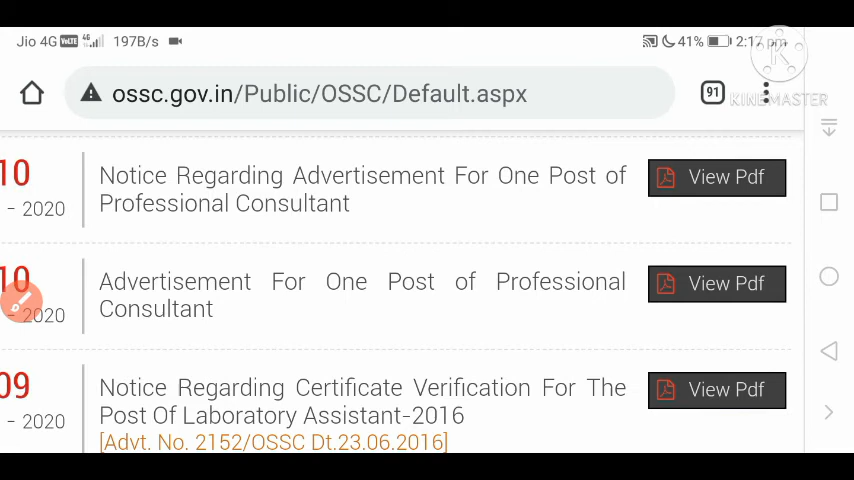 Jio 4G VoLTE 4G 197B/s 41% 2:17 pm
K
KINEMASTER
ossc.gov.in/Public/OSSC/Default.aspx 91
10 Notice Regarding Advertisement For One Post of View Pdf
- 2020 Professional Consultant
10 Advertisement For One Post of Professional View Pdf
- 2020 Consultant
09 Notice Regarding Certificate Verification For The View Pdf
- 2020 Post Of Laboratory Assistant-2016
[Advt. No. 2152/OSSC Dt.23.06.2016]